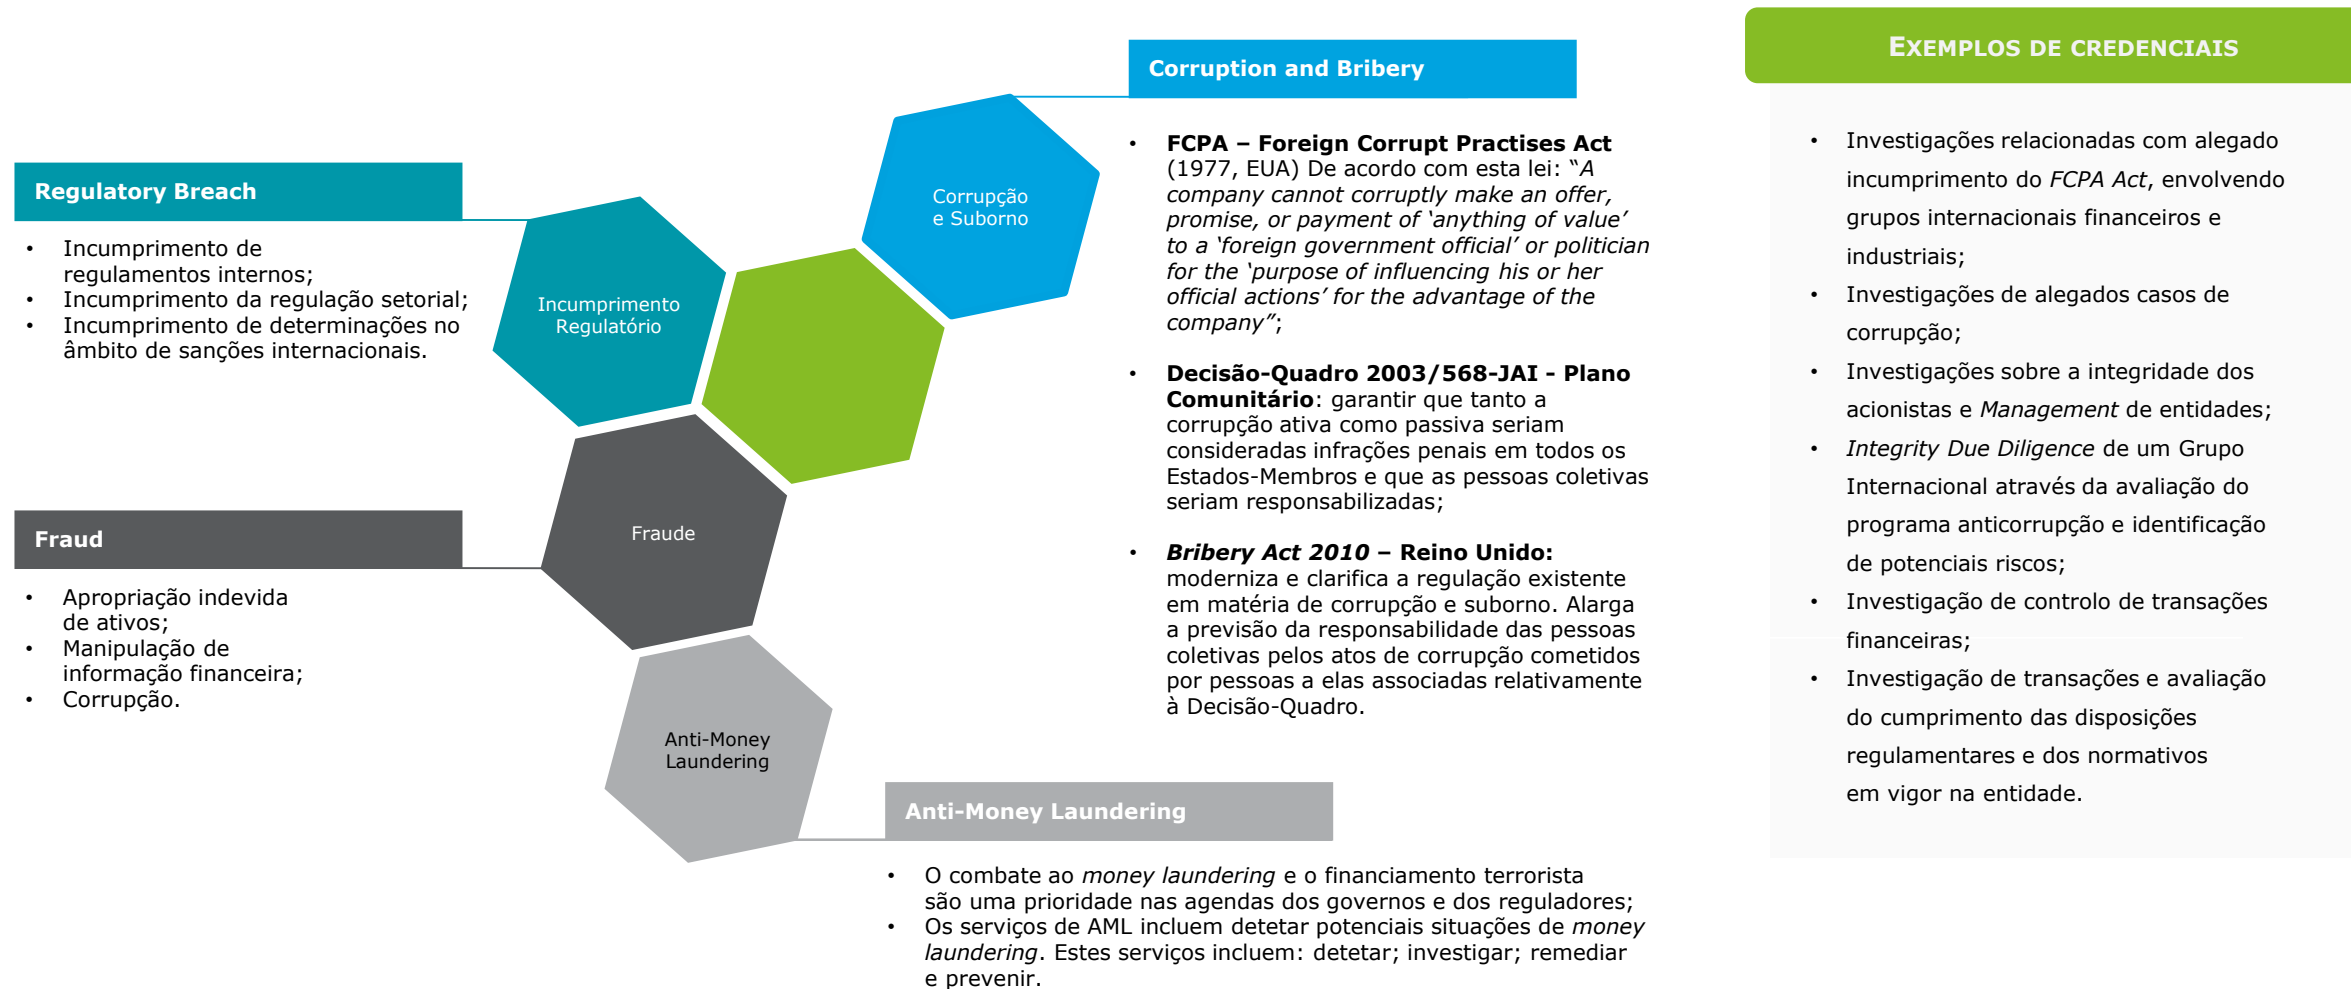 Regulatory Breach
• Incumprimento de
regulamentos internos;
• Incumprimento da regulação setorial;
• Incumprimento de determinações no
âmbito de sanções internacionais.
Fraud
• Apropriação indevida
de ativos;
• Manipulação de
informação financeira;
• Corrupção.
Corrupção
e Suborno
Incumprimento
Regulatório
Fraude
Anti-Money
Laundering
Corruption and Bribery
• FCPA – Foreign Corrupt Practises Act
(1977, EUA) De acordo com esta lei: “A
company cannot corruptly make an offer,
promise, or payment of ‘anything of value’
to a ‘foreign government official’ or politician
for the ‘purpose of influencing his or her
official actions’ for the advantage of the
company”;
• Decisão-Quadro 2003/568-JAI - Plano
Comunitário: garantir que tanto a
corrupção ativa como passiva seriam
consideradas infrações penais em todos os
Estados-Membros e que as pessoas coletivas
seriam responsabilizadas;
• Bribery Act 2010 – Reino Unido:
moderniza e clarifica a regulação existente
em matéria de corrupção e suborno. Alarga
a previsão da responsabilidade das pessoas
coletivas pelos atos de corrupção cometidos
por pessoas a elas associadas relativamente
à Decisão-Quadro.
Anti-Money Laundering
• O combate ao money laundering e o financiamento terrorista
são uma prioridade nas agendas dos governos e dos reguladores;
• Os serviços de AML incluem detetar potenciais situações de money
laundering. Estes serviços incluem: detetar; investigar; remediar
e prevenir.
EXEMPLOS DE CREDENCIAIS
• Investigações relacionadas com alegado
incumprimento do FCPA Act, envolvendo
grupos internacionais financeiros e
industriais;
• Investigações de alegados casos de
corrupção;
• Investigações sobre a integridade dos
acionistas e Management de entidades;
• Integrity Due Diligence de um Grupo
Internacional através da avaliação do
programa anticorrupção e identificação
de potenciais riscos;
• Investigação de controlo de transações
financeiras;
• Investigação de transações e avaliação
do cumprimento das disposições
regulamentares e dos normativos
em vigor na entidade.